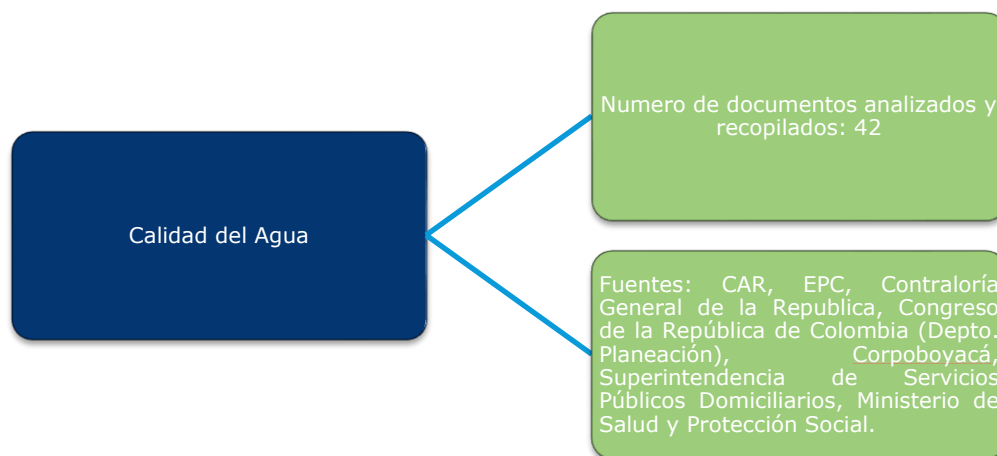 Calidad del Agua
Numero de documentos analizados y
recopilados: 42
Fuentes: CAR, EPC, Contraloría
General de la Republica, Congreso
de la República de Colombia (Depto.
Planeación), Corpoboyacá,
Superintendencia de Servicios
Públicos Domiciliarios, Ministerio de
Salud y Protección Social.